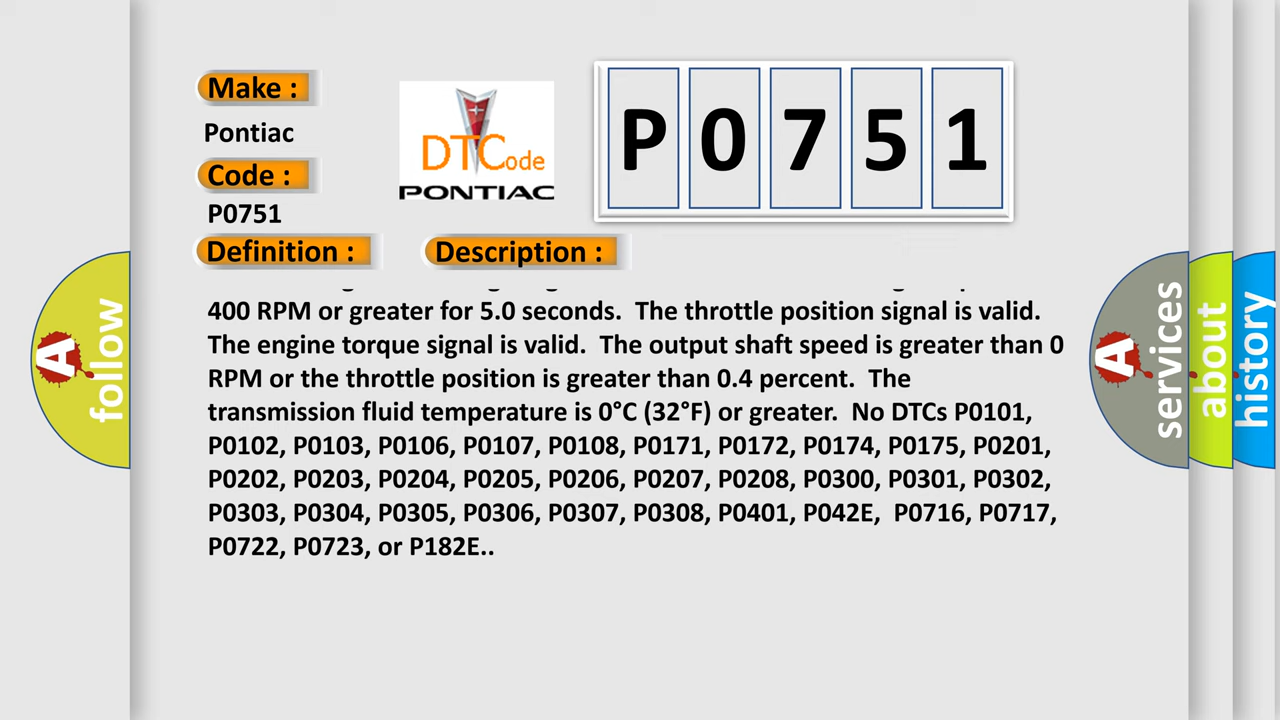 Make :
Pontiac
Code :
P0751
Definition :
Description :
DTCode
PONTIAC
P0751
400 RPM or greater for 5.0 seconds. The throttle position signal is valid.
The engine torque signal is valid. The output shaft speed is greater than 0
RPM or the throttle position is greater than 0.4 percent. The
transmission fluid temperature is 0°C (32°F) or greater. No DTCs P0101,
P0102, P0103, P0106, P0107, P0108, P0171, P0172, P0174, P0175, P0201,
P0202, P0203, P0204, P0205, P0206, P0207, P0208, P0300, P0301, P0302,
P0303, P0304, P0305, P0306, P0307, P0308, P0401, P042E, P0716, P0717,
P0722, P0723, or P182E..
A
follow
A
services
about
history